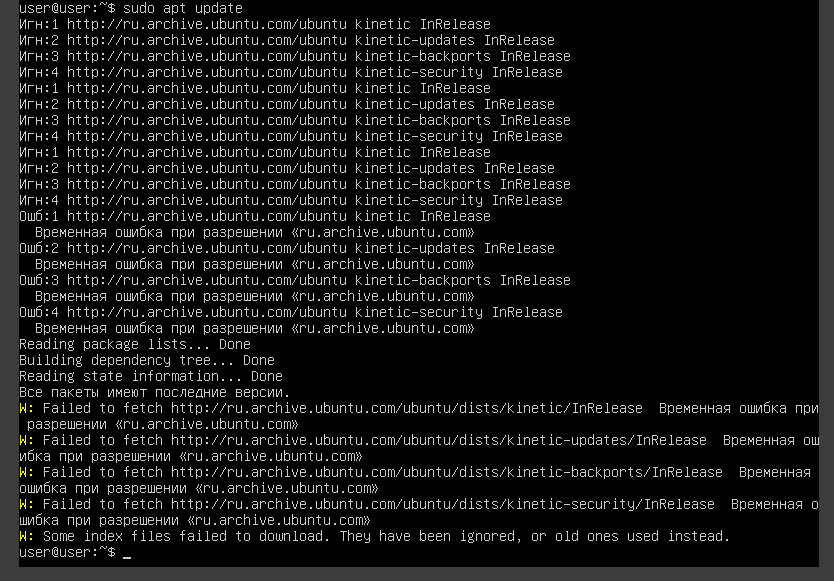 user@user:~$ sudo apt update
Игн:1 http://ru.archive.ubuntu.com/ubuntu kinetic InRelease
Игн:2 http://ru.archive.ubuntu.com/ubuntu kinetic-updates InRelease
Игн:3 http://ru.archive.ubuntu.com/ubuntu kinetic-backports InRelease
Игн:4 http://ru.archive.ubuntu.com/ubuntu kinetic-security InRelease
Игн:1 http://ru.archive.ubuntu.com/ubuntu kinetic InRelease
Игн:2 http://ru.archive.ubuntu.com/ubuntu kinetic-updates InRelease
Игн:3 http://ru.archive.ubuntu.com/ubuntu kinetic-backports InRelease
Игн:4 http://ru.archive.ubuntu.com/ubuntu kinetic-security InRelease
Игн:1 http://ru.archive.ubuntu.com/ubuntu kinetic InRelease
Игн:2 http://ru.archive.ubuntu.com/ubuntu kinetic-updates InRelease
Игн:3 http://ru.archive.ubuntu.com/ubuntu kinetic-backports InRelease
Игн:4 http://ru.archive.ubuntu.com/ubuntu kinetic-security InRelease
Ошб:1 http://ru.archive.ubuntu.com/ubuntu kinetic InRelease
  Временная ошибка при разрешении «ru.archive.ubuntu.com»
Ошб:2 http://ru.archive.ubuntu.com/ubuntu kinetic-updates InRelease
  Временная ошибка при разрешении «ru.archive.ubuntu.com»
Ошб:3 http://ru.archive.ubuntu.com/ubuntu kinetic-backports InRelease
  Временная ошибка при разрешении «ru.archive.ubuntu.com»
Ошб:4 http://ru.archive.ubuntu.com/ubuntu kinetic-security InRelease
  Временная ошибка при разрешении «ru.archive.ubuntu.com»
Reading package lists... Done
Building dependency tree... Done
Reading state information... Done
Все пакеты имеют последние версии.
W: Failed to fetch http://ru.archive.ubuntu.com/ubuntu/dists/kinetic/InRelease  Временная ошибка при
 разрешении «ru.archive.ubuntu.com»
W: Failed to fetch http://ru.archive.ubuntu.com/ubuntu/dists/kinetic-updates/InRelease  Временная ош
ибка при разрешении «ru.archive.ubuntu.com»
W: Failed to fetch http://ru.archive.ubuntu.com/ubuntu/dists/kinetic-backports/InRelease  Временная
ошибка при разрешении «ru.archive.ubuntu.com»
W: Failed to fetch http://ru.archive.ubuntu.com/ubuntu/dists/kinetic-security/InRelease  Временная о
шибка при разрешении «ru.archive.ubuntu.com»
W: Some index files failed to download. They have been ignored, or old ones used instead.
user@user:~$ _